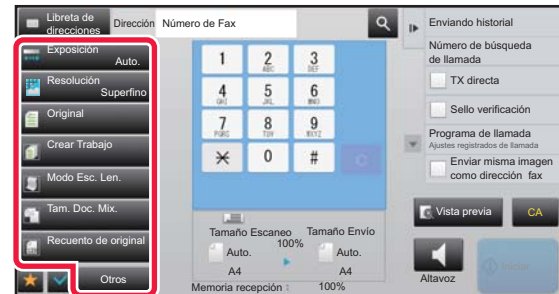 Libreta de
direcciones
Dirección
Número de Fax
Exposición
Auto.
Resolución
Superfino
Original
Crear Trabajo
Modo Esc. Len.
Tam. Doc. Mix.
Recuento de original
Otros
1
2
ABC
3
DEF
4
GHI
5
JKL
6
MNO
7
PQRS
8
TUV
9
WXYZ
0
#
C
Tamaño Escaneo
Tamaño Envío
100%
Auto.
Auto.
A4
A4
Memoria recepción :
100%
Enviando historial
Número de búsqueda
de llamada
TX directa
Sello verificación
Programa de llamada
Ajustes registrados de llamada
Enviar misma imagen
como dirección fax
Vista previa
CA
Altavoz
Iniciar